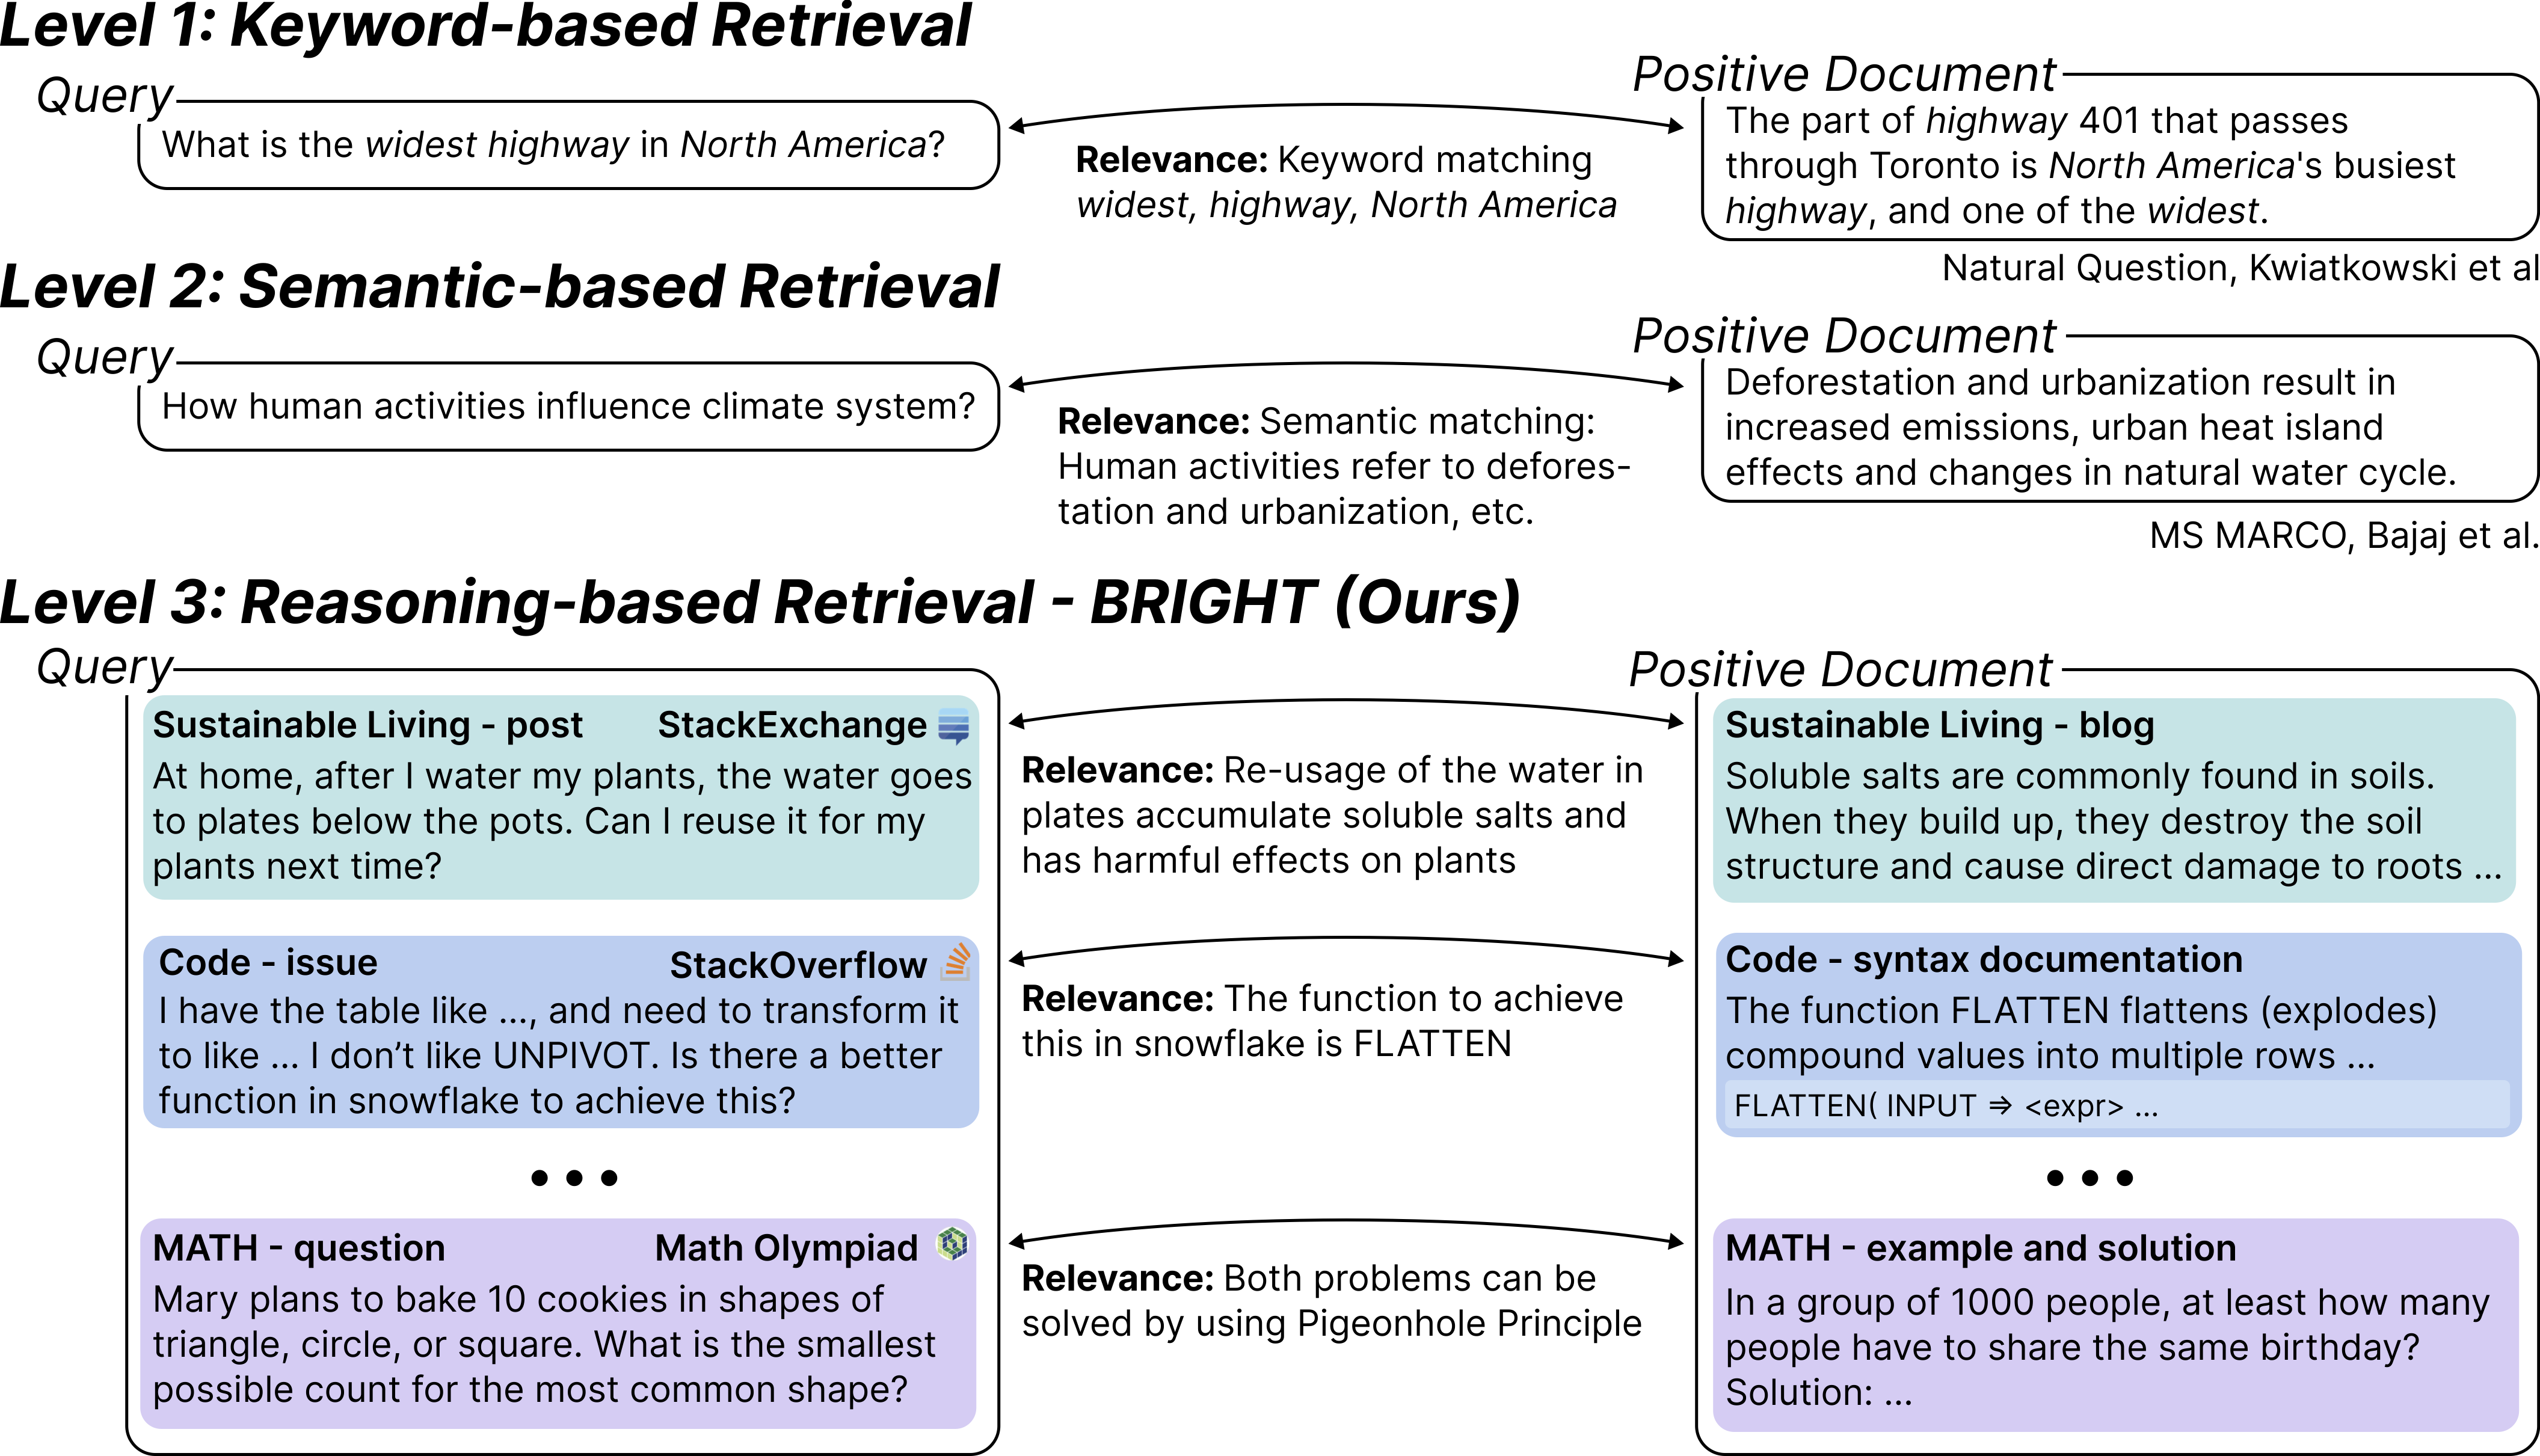 Level 1: Keyword-based Retrieval
Query
What is the widest highway in North America?
Relevance: Keyword matching
widest, highway, North America
Positive Document
The part of highway 401 that passes
through Toronto is North America's busiest
highway, and one of the widest.
Natural Question, Kwiatkowski et al
Level 2: Semantic-based Retrieval
Query
How human activities influence climate system?
Relevance: Semantic matching:
Human activities refer to defores-
tation and urbanization, etc.
Positive Document
Deforestation and urbanization result in
increased emissions, urban heat island
effects and changes in natural water cycle.
MS MARCO, Bajaj et al.
Level 3: Reasoning-based Retrieval - BRIGHT (Ours)
Query
Positive Document
Sustainable Living - post StackExchange
At home, after I water my plants, the water goes
to plates below the pots. Can I reuse it for my
plants next time?
Relevance: Re-usage of the water in
plates accumulate soluble salts and
has harmful effects on plants
Sustainable Living - blog
Soluble salts are commonly found in soils.
When they build up, they destroy the soil
structure and cause direct damage to roots ...
Code - issue StackOverflow
I have the table like ..., and need to transform it
to like ... I don’t like UNPIVOT. Is there a better
function in snowflake to achieve this?
Relevance: The function to achieve
this in snowflake is FLATTEN
Code - syntax documentation
The function FLATTEN flattens (explodes)
compound values into multiple rows ...
FLATTEN( INPUT ⇒ <expr> ...
• • •
• • •
MATH - question Math Olympiad
Mary plans to bake 10 cookies in shapes of
triangle, circle, or square. What is the smallest
possible count for the most common shape?
Relevance: Both problems can be
solved by using Pigeonhole Principle
MATH - example and solution
In a group of 1000 people, at least how many
people have to share the same birthday?
Solution: ...